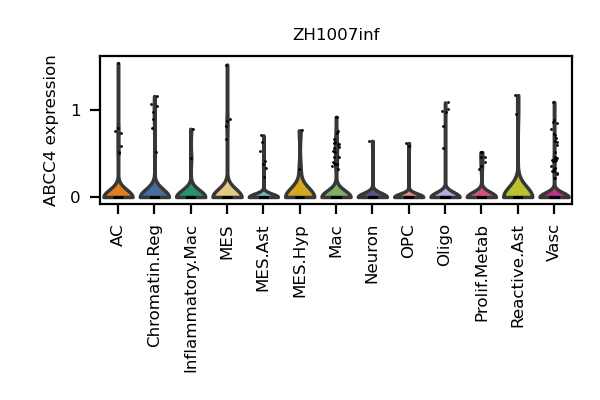 ZH1007inf
ABCC4 expression
1
0
AC
Chromatin.Reg
Inflammatory.Mac
MES
MES.Ast
MES.Hyp
Mac
Neuron
OPC
Oligo
Prolif.Metab
Reactive.Ast
Vasc